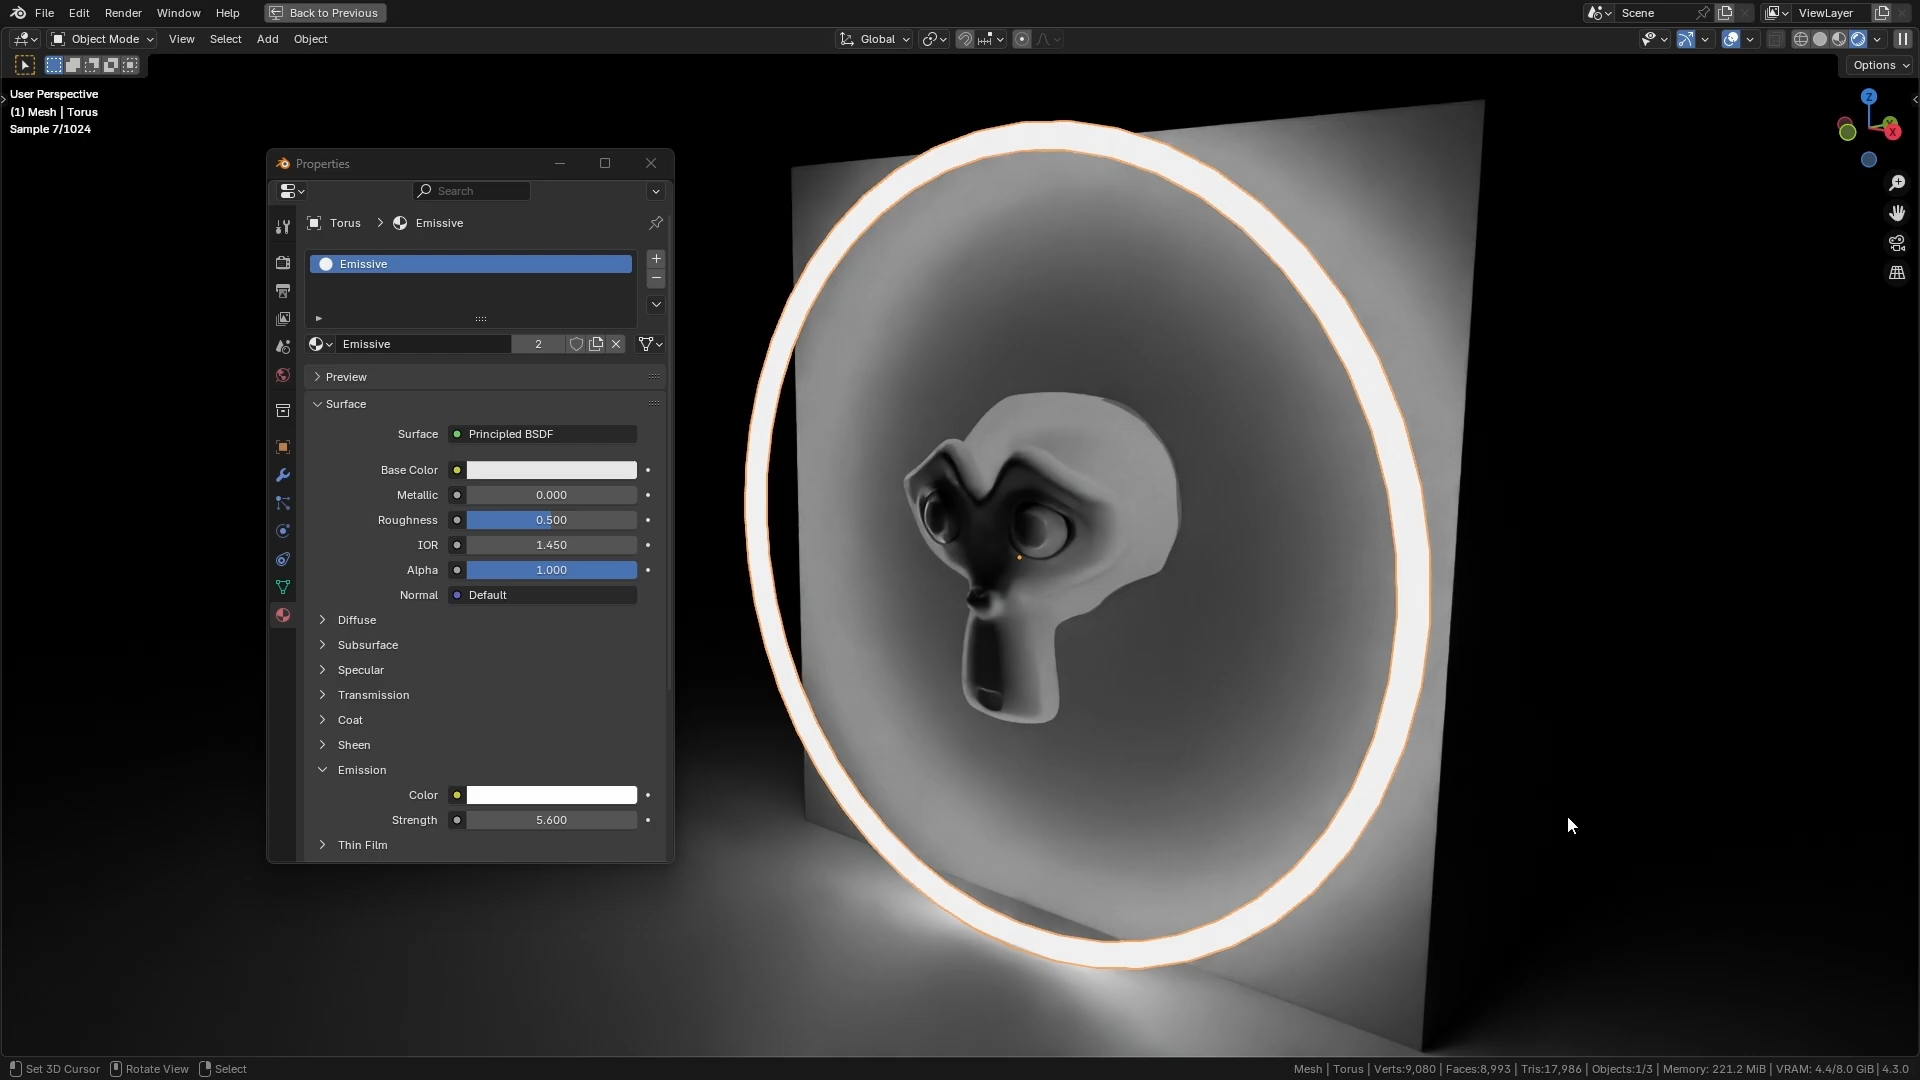 File Edit Render Window Help Back to Previous Scene ViewLayer
Object Mode View Select Add Object Global
Options
User Perspective
(1) Mesh | Torus
Sample 7/1024
Z
X
Properties
Search
Torus > Emissive
Emissive
Emissive 2
Preview
Surface
Surface Principled BSDF
Base Color
Metallic 0.000
Roughness 0.500
IOR 1.450
Alpha 1.000
Normal Default
Diffuse
Subsurface
Specular
Transmission
Coat
Sheen
Emission
Color
Strength 5.600
Thin Film
Set 3D Cursor Rotate View Select Mesh | Torus | Verts:9,080 | Faces:8,993 | Tris:17,986 | Objects:1/3 | Memory: 221.2 MiB | VRAM: 4.4/8.0 GiB | 4.3.0